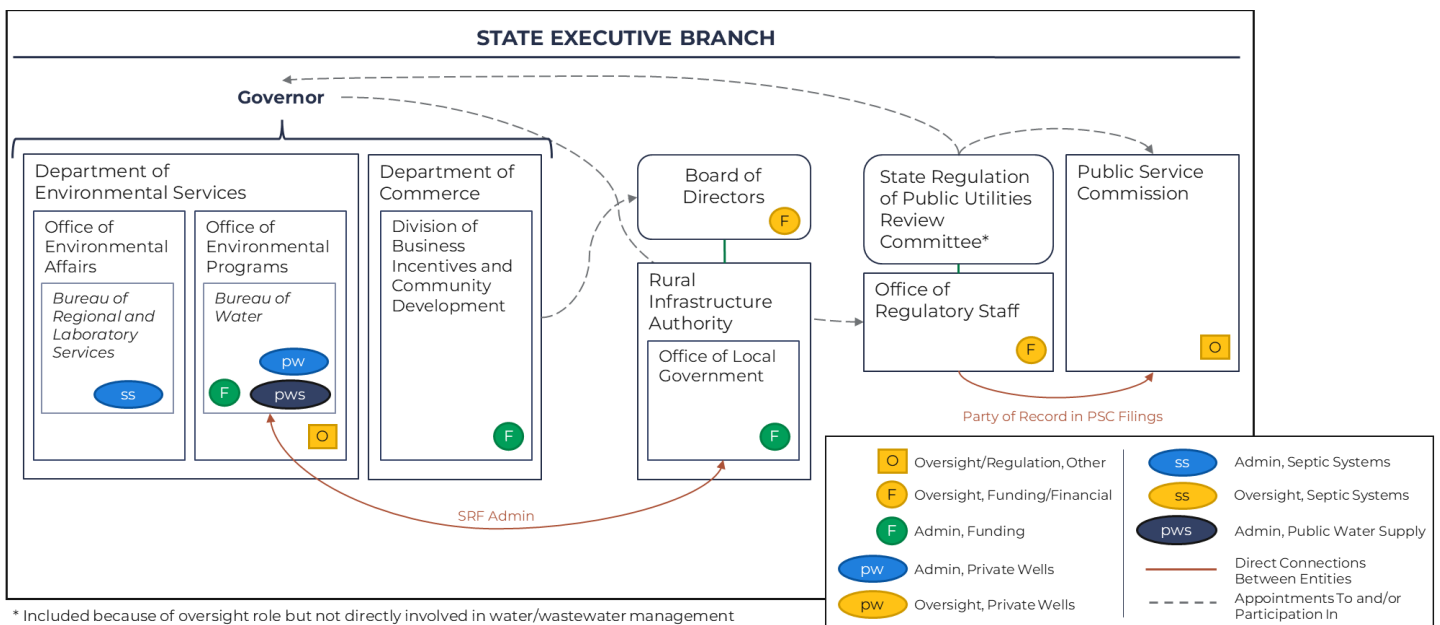 STATE EXECUTIVE BRANCH
Governor
Department of
Environmental Services
Office of
Environmental
Affairs
Bureau of
Regional and
Laboratory
Services
ss
Office of
Environmental
Programs
Bureau of
Water
pw
F
pws
O
Department of
Commerce
Division of
Business
Incentives and
Community
Development
F
Board of
Directors
F
Rural
Infrastructure
Authority
Office of Local
Government
F
State Regulation
of Public Utilities
Review
Committee*
Office of
Regulatory Staff
F
Public Service
Commission
O
Party of Record in PSC Filings
SRF Admin
O
Oversight/Regulation, Other
F
Oversight, Funding/Financial
F
Admin, Funding
pw
Admin, Private Wells
pw
Oversight, Private Wells
ss
Admin, Septic Systems
ss
Oversight, Septic Systems
pws
Admin, Public Water Supply
Direct Connections
Between Entities
Appointments To and/or
Participation In
* Included because of oversight role but not directly involved in water/wastewater management